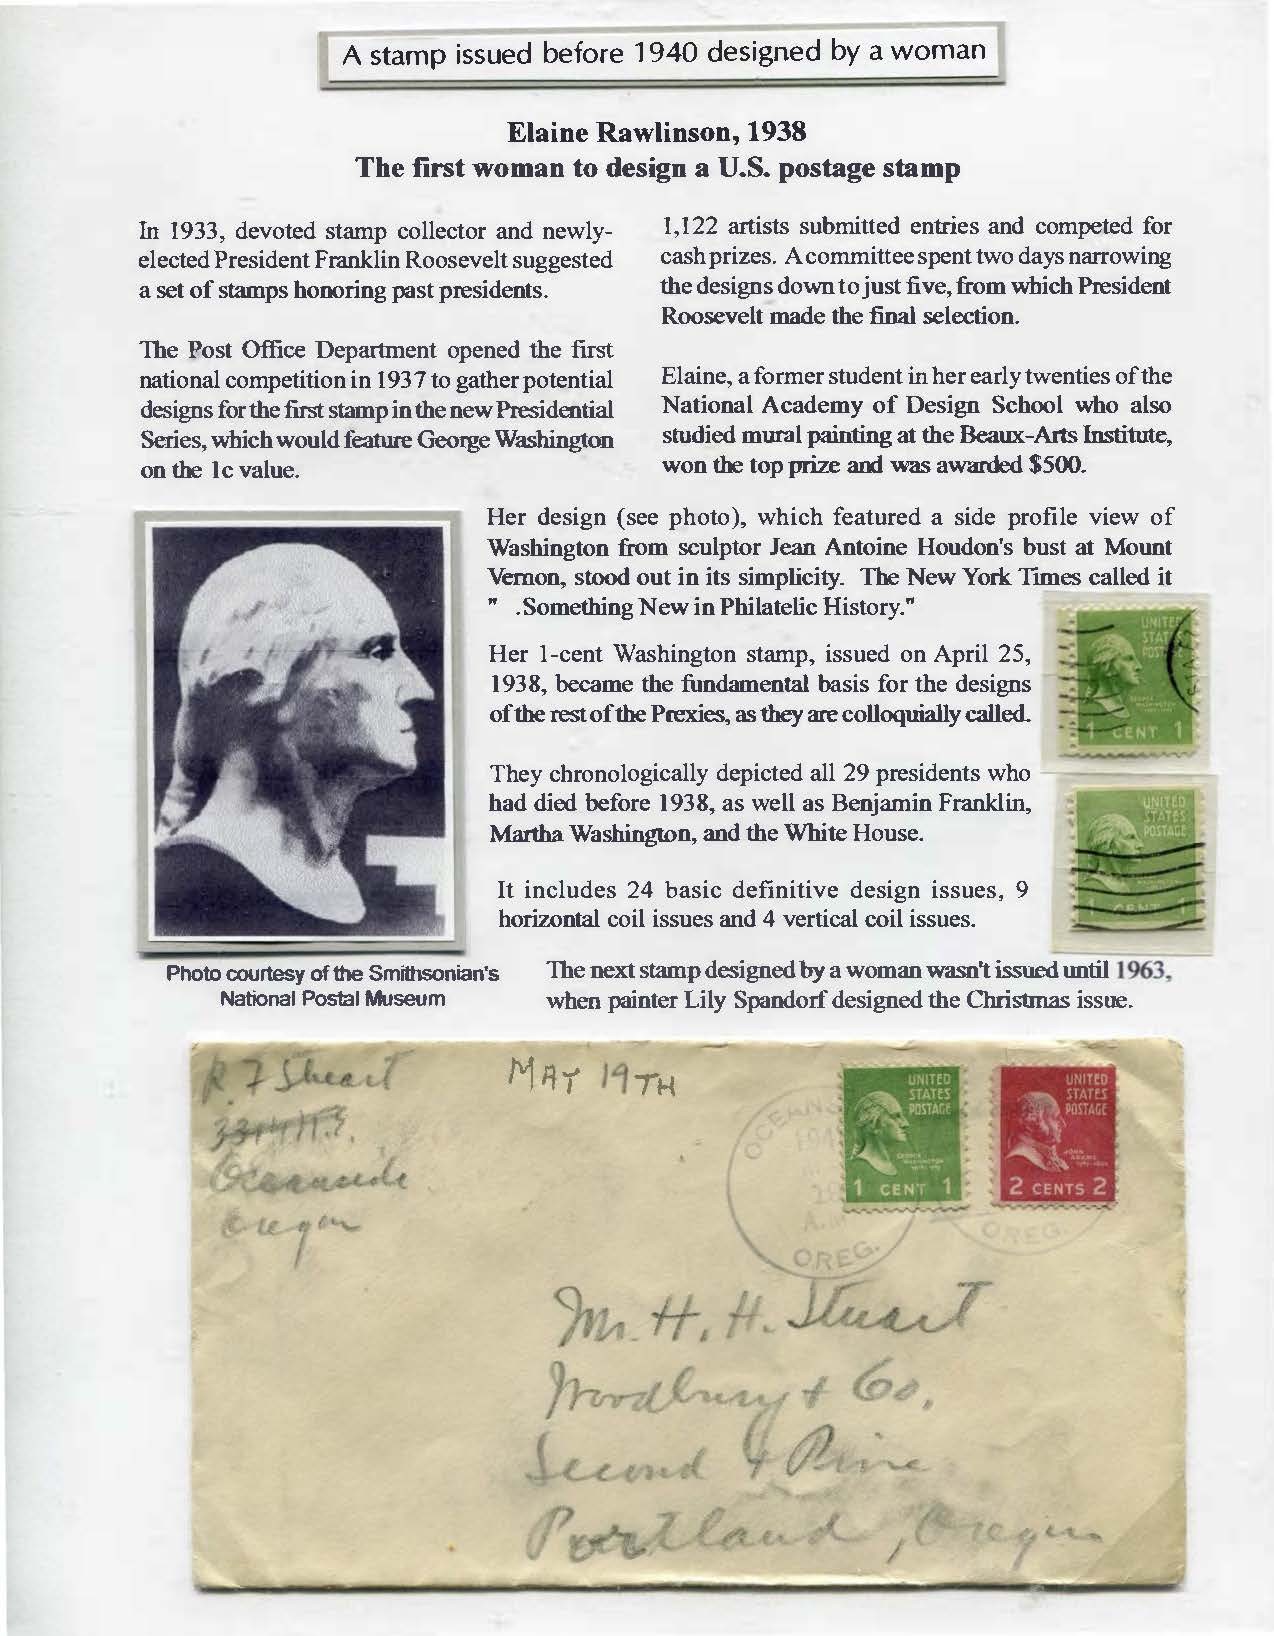 A stamp issued before 1940 designed by a woman
Elaine Rawlinson, 1938
The first woman to design a U.S. postage stamp
In 1933, devoted stamp collector and newly-
elected President Franklin Roosevelt suggested
a set of stamps honoring past presidents.
The Post Office Department opened the first
national competition in 1937 to gather potential
designs for the first stamp in the new Presidential
Series, which would feature George Washington
on the 1c value.
1,122 artists submitted entries and competed for
cash prizes. A committee spent two days narrowing
the designs down to just five, from which President
Roosevelt made the final selection.
Elaine, a former student in her early twenties of the
National Academy of Design School who also
studied mural painting at the Beaux-Arts Institute,
won the top prize and was awarded $500.
Her design (see photo), which featured a side profile view of
Washington from sculptor Jean Antoine Houdon's bust at Mount
Vernon, stood out in its simplicity. The New York Times called it
" .Something New in Philatelic History."
Her 1-cent Washington stamp, issued on April 25,
1938, became the fundamental basis for the designs
of the rest of the Prexies, as they are colloquially called.
They chronologically depicted all 29 presidents who
had died before 1938, as well as Benjamin Franklin,
Martha Washington, and the White House.
It includes 24 basic definitive design issues, 9
horizontal coil issues and 4 vertical coil issues.
The next stamp designed by a woman wasn't issued until 1963,
when painter Lily Spandorf designed the Christmas issue.
UNITED
STATES
POSTAGE
1 CENT 1
UNITED
STATES
POSTAGE
1 CENT 1
Photo courtesy of the Smithsonian's
National Postal Museum
R. F. Stuart
Oceanside
Oregon
MAY 19TH
OREG.
UNITED
STATES
POSTAGE
GEORGE
WASHINGTON
1 CENT 1
UNITED
STATES
POSTAGE
JOHN
ADAMS
2 CENTS 2
OREG.
Mr. H. H. Stuart
Woodbury & Co.
Second & Pine
Portland, Oregon